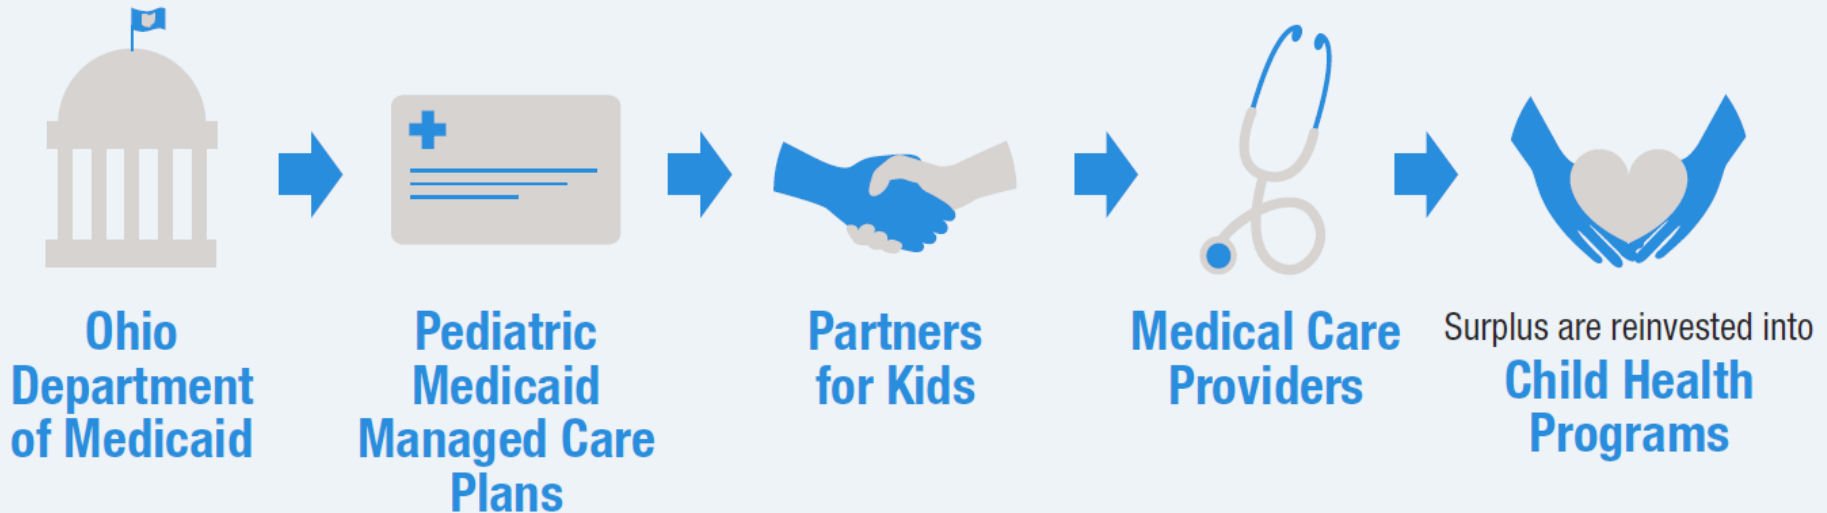 Ohio
Department
of Medicaid
Pediatric
Medicaid
Managed Care
Plans
Partners
for Kids
Medical Care
Providers
Surplus are reinvested into
Child Health
Programs